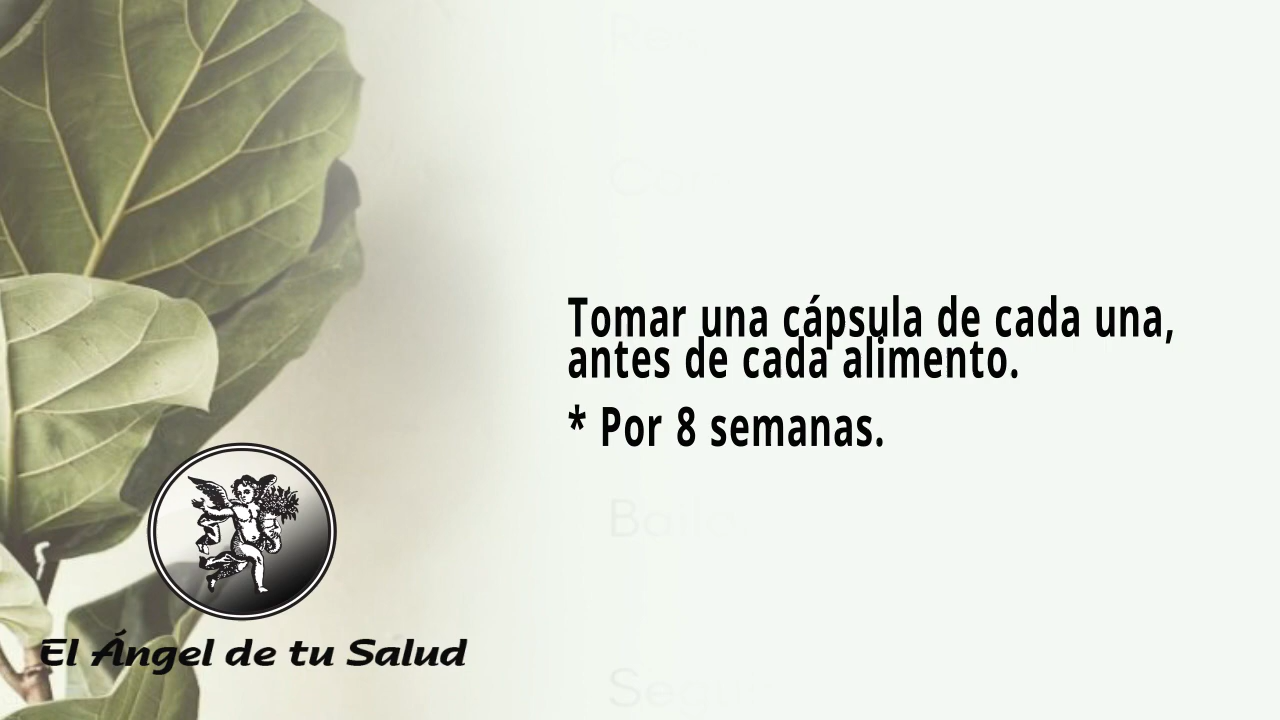 Tomar una cápsula de cada una,
antes de cada alimento.
* Por 8 semanas.
El Ángel de tu Salud